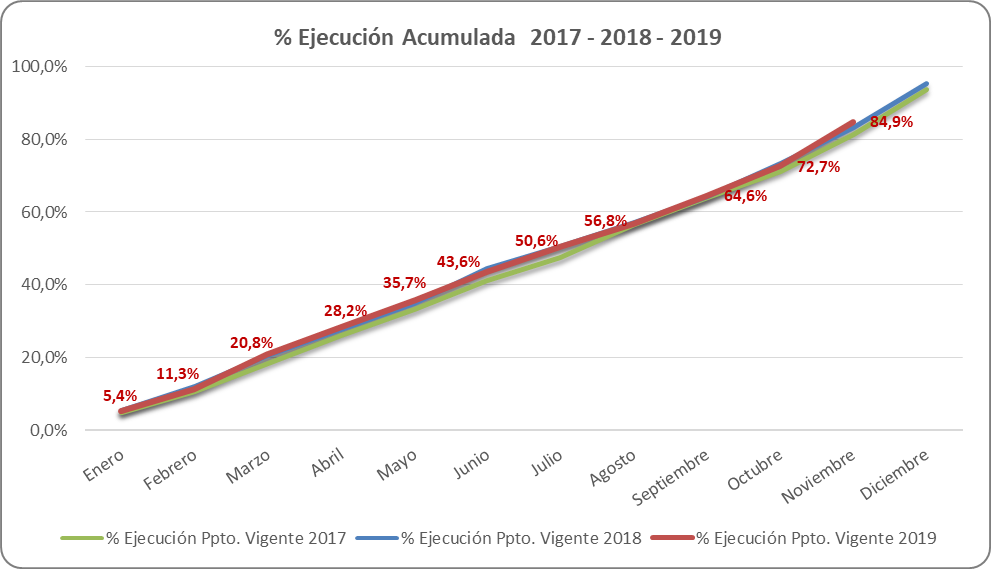 % Ejecución Acumulada 2017 - 2018 - 2019
100,0%
80,0%
60,0%
40,0%
20,0%
0,0%
5,4%
11,3%
20,8%
28,2%
35,7%
43,6%
50,6%
56,8%
64,6%
72,7%
84,9%
Enero
Febrero
Marzo
Abril
Mayo
Junio
Julio
Agosto
Septiembre
Octubre
Noviembre
Diciembre
% Ejecución Ppto. Vigente 2017
% Ejecución Ppto. Vigente 2018
% Ejecución Ppto. Vigente 2019